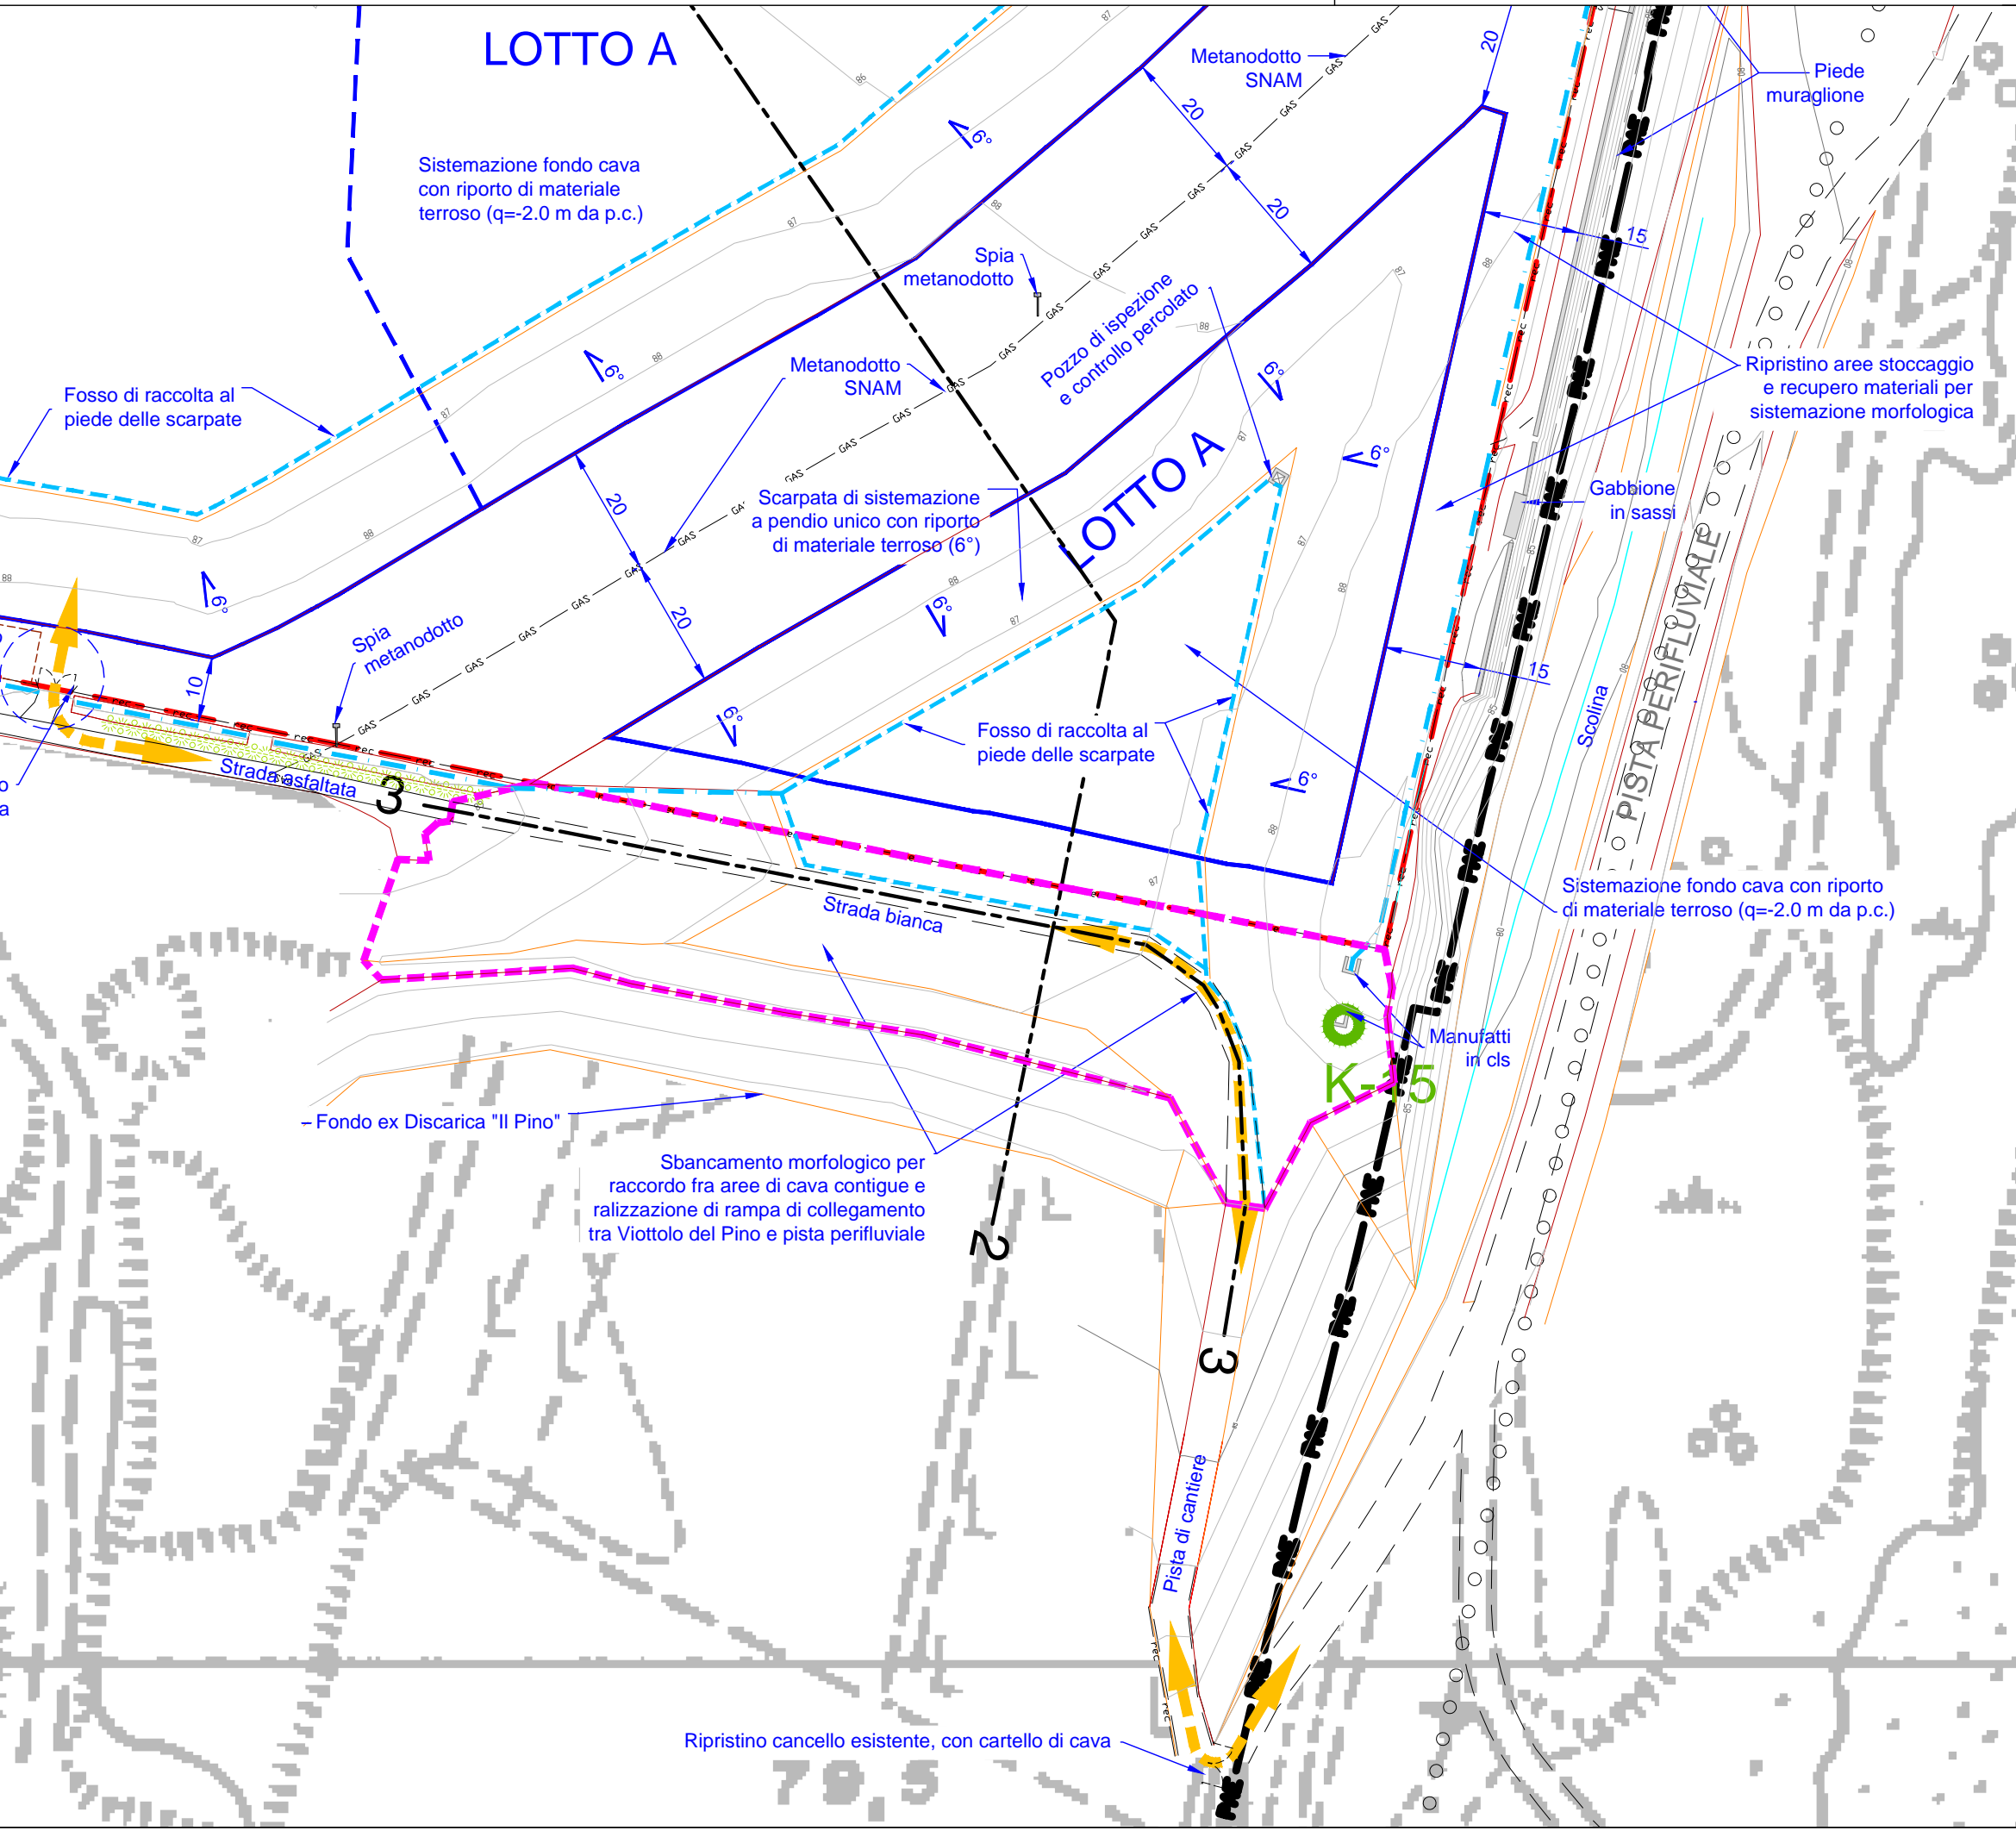 LOTTO A
Metanodotto
SNAM
20
Piede
muraglione
Sistemazione fondo cava
con riporto di materiale
terroso (q=-2.0 m da p.c.)
6°
20
20
15
Spia
metanodotto
Pozzo di ispezione
e controllo percolato
Metanodotto
SNAM
6°
6°
Ripristino aree stoccaggio
e recupero materiali per
sistemazione morfologica
Fosso di raccolta al
piede delle scarpate
6°
LOTTO A
Gabbione
in sassi
20
Scarpata di sistemazione
a pendio unico con riporto
di materiale terroso (6°)
PISTA PERIFLUVIALE
6°
6°
20
Spia
metanodotto
10
15
Scolina
6°
Fosso di raccolta al
piede delle scarpate
6°
Strada asfaltata
3
o
a
Strada bianca
Sistemazione fondo cava con riporto
di materiale terroso (q=-2.0 m da p.c.)
Manufatti
in cls
K-15
Fondo ex Discarica "Il Pino"
Sbancamento morfologico per
raccordo fra aree di cava contigue e
ralizzazione di rampa di collegamento
tra Viottolo del Pino e pista perifluviale
2
3
Pista di cantiere
Ripristino cancello esistente, con cartello di cava
79.5